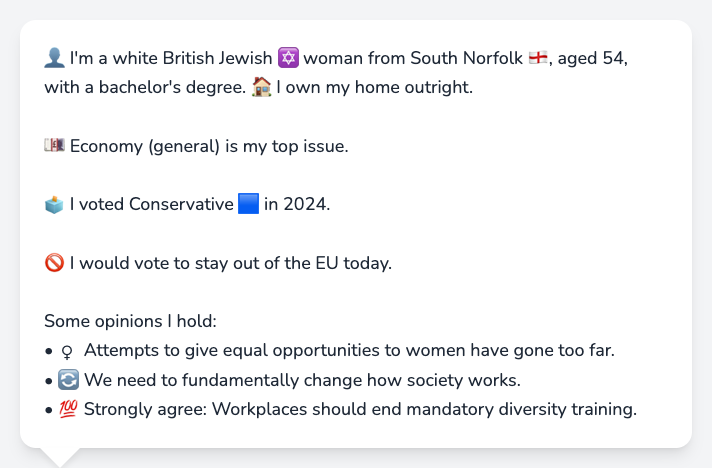 👤 I'm a white British Jewish ✡️ woman from South Norfolk 🏴󠁧󠁢󠁥󠁮󠁧󠁿, aged 54,
with a bachelor's degree. 🏠 I own my home outright.
💷 Economy (general) is my top issue.
🗳️ I voted Conservative 🟦 in 2024.
🚫 I would vote to stay out of the EU today.
Some opinions I hold:
• ♀ Attempts to give equal opportunities to women have gone too far.
• 🔄 We need to fundamentally change how society works.
• 💯 Strongly agree: Workplaces should end mandatory diversity training.